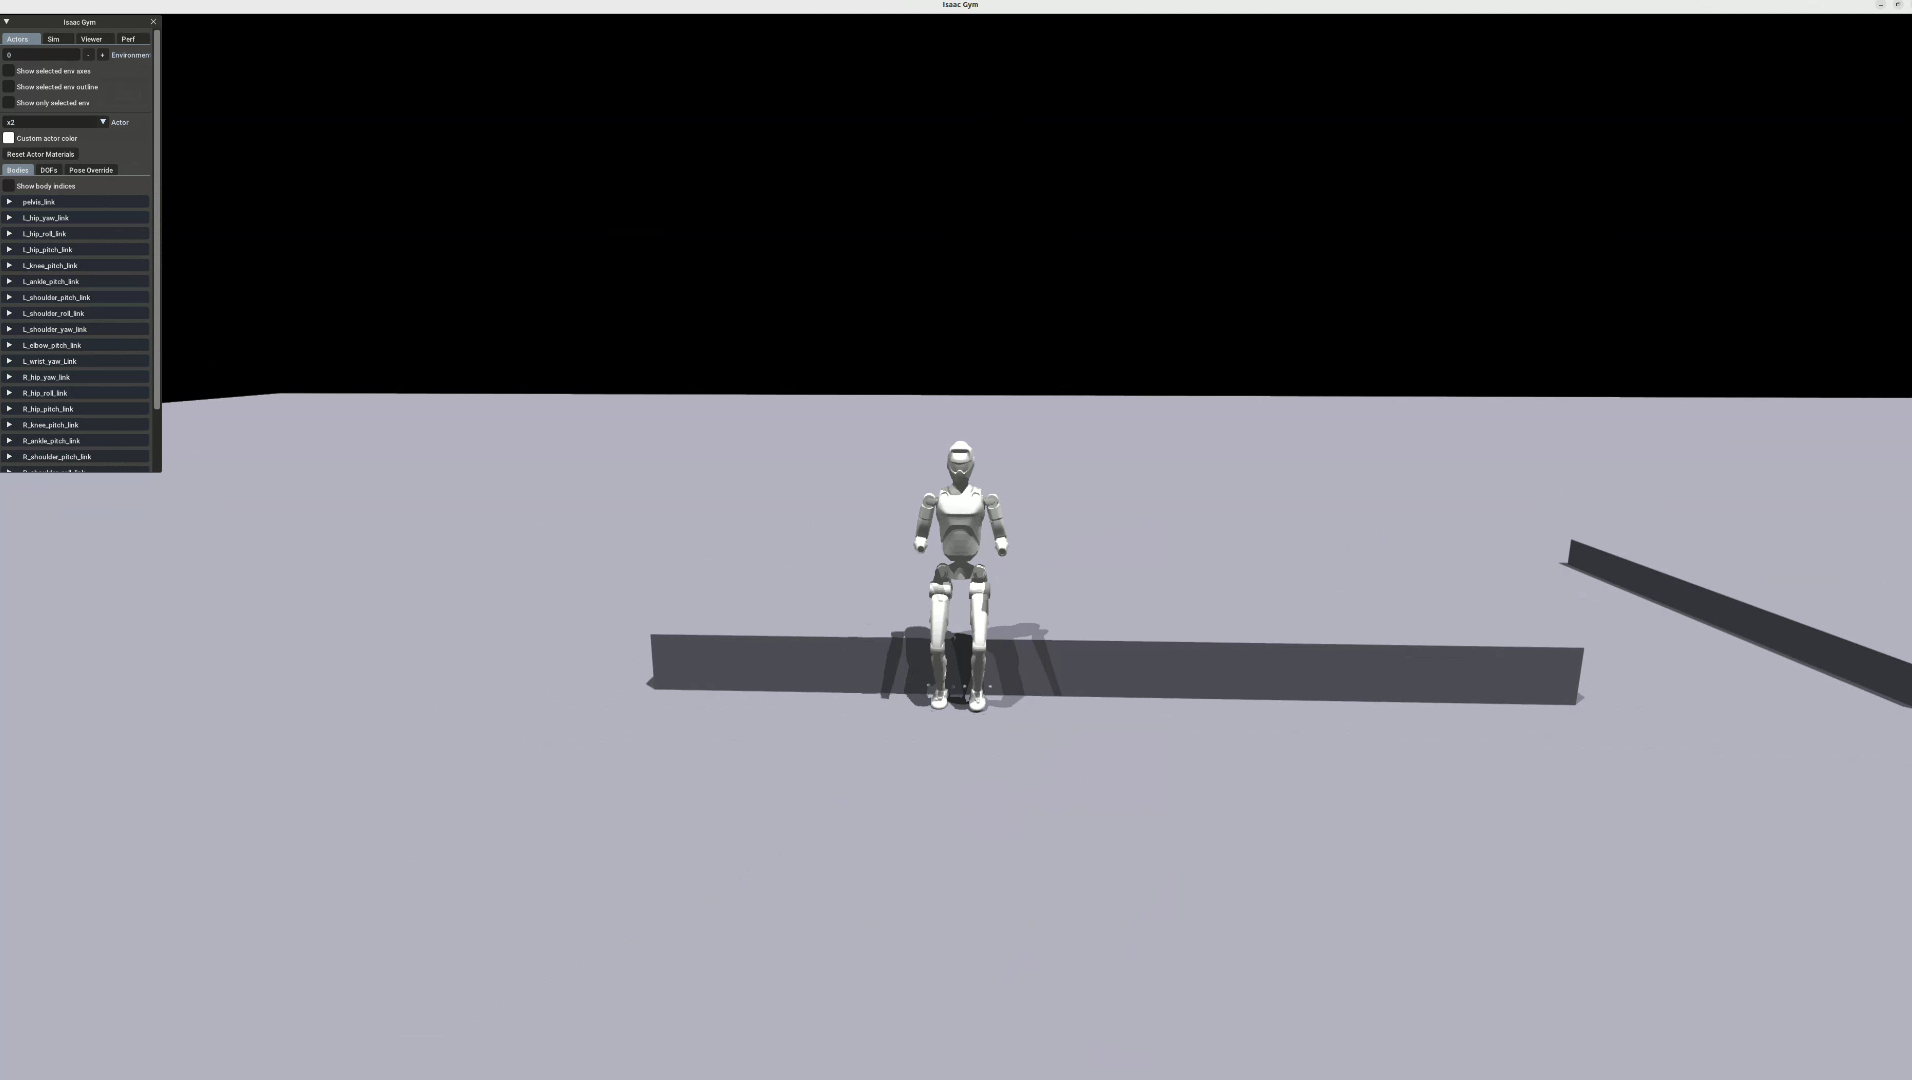 Isaac Gym
Isaac Gym
Actors Sim Viewer Perf
0 - + Environmen
Show selected env axes
Show selected env outline
Show only selected env
x2 Actor
Custom actor color
Reset Actor Materials
Bodies DOFs Pose Override
Show body indices
pelvis_link
L_hip_yaw_link
L_hip_roll_link
L_hip_pitch_link
L_knee_pitch_link
L_ankle_pitch_link
L_shoulder_pitch_link
L_shoulder_roll_link
L_shoulder_yaw_link
L_elbow_pitch_link
L_wrist_yaw_Link
R_hip_yaw_link
R_hip_roll_link
R_hip_pitch_link
R_knee_pitch_link
R_ankle_pitch_link
R_shoulder_pitch_link